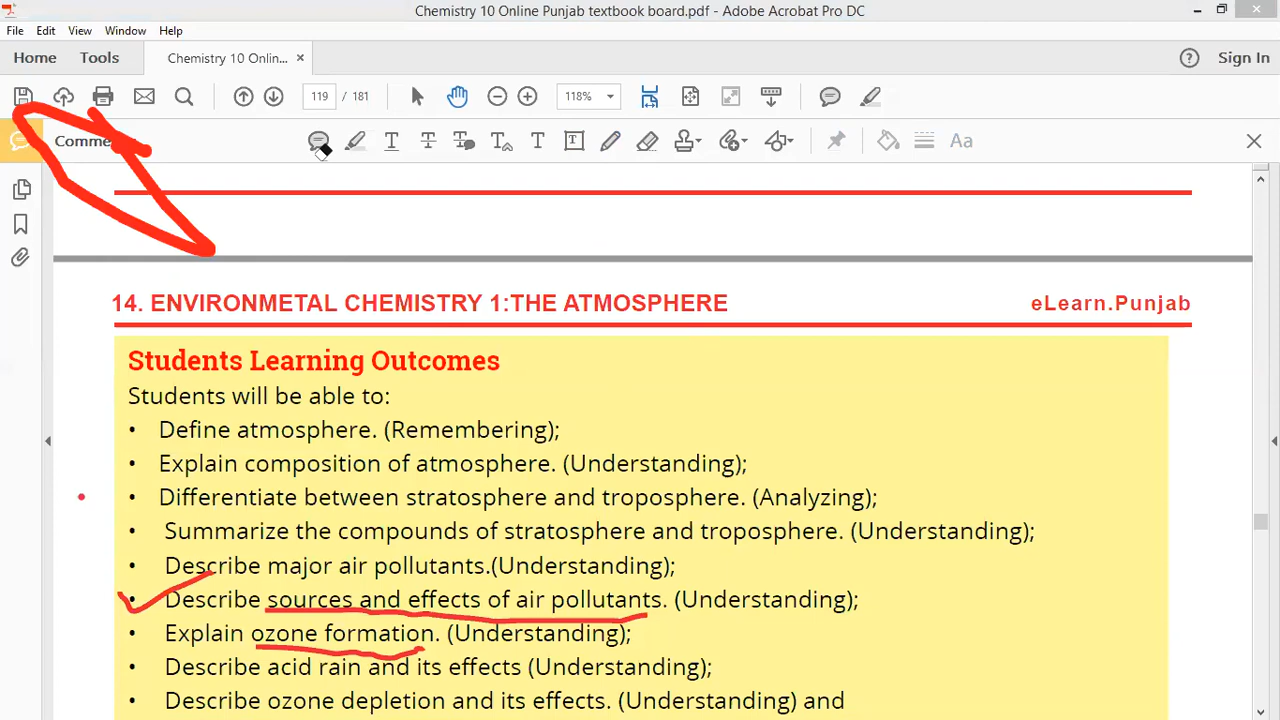 Chemistry 10 Online Punjab textbook board.pdf - Adobe Acrobat Pro DC
File Edit View Window Help
Home Tools Chemistry 10 Onlin... × Sign In
119 / 181 118%
Comme
14. ENVIRONMETAL CHEMISTRY 1:THE ATMOSPHERE eLearn.Punjab
Students Learning Outcomes
Students will be able to:
• Define atmosphere. (Remembering);
• Explain composition of atmosphere. (Understanding);
• Differentiate between stratosphere and troposphere. (Analyzing);
• Summarize the compounds of stratosphere and troposphere. (Understanding);
• Describe major air pollutants.(Understanding);
• Describe sources and effects of air pollutants. (Understanding);
• Explain ozone formation. (Understanding);
• Describe acid rain and its effects (Understanding);
• Describe ozone depletion and its effects. (Understanding) and